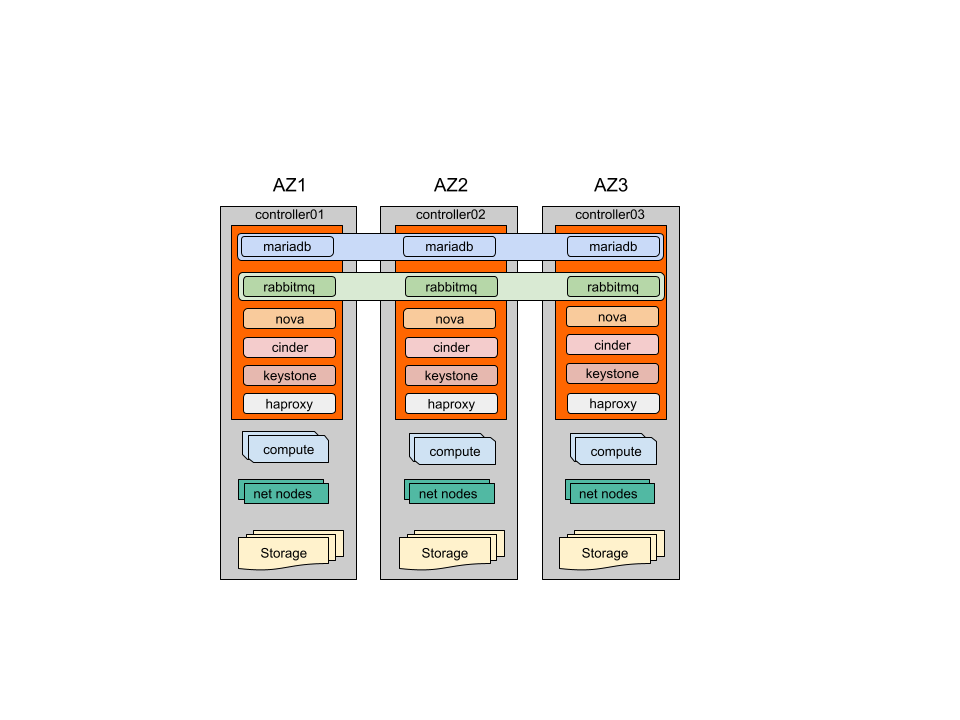 AZ1
AZ2
AZ3
controller01
controller02
controller03
mariadb
mariadb
mariadb
rabbitmq
rabbitmq
rabbitmq
nova
nova
nova
cinder
cinder
cinder
keystone
keystone
keystone
haproxy
haproxy
haproxy
compute
compute
compute
net nodes
net nodes
net nodes
Storage
Storage
Storage